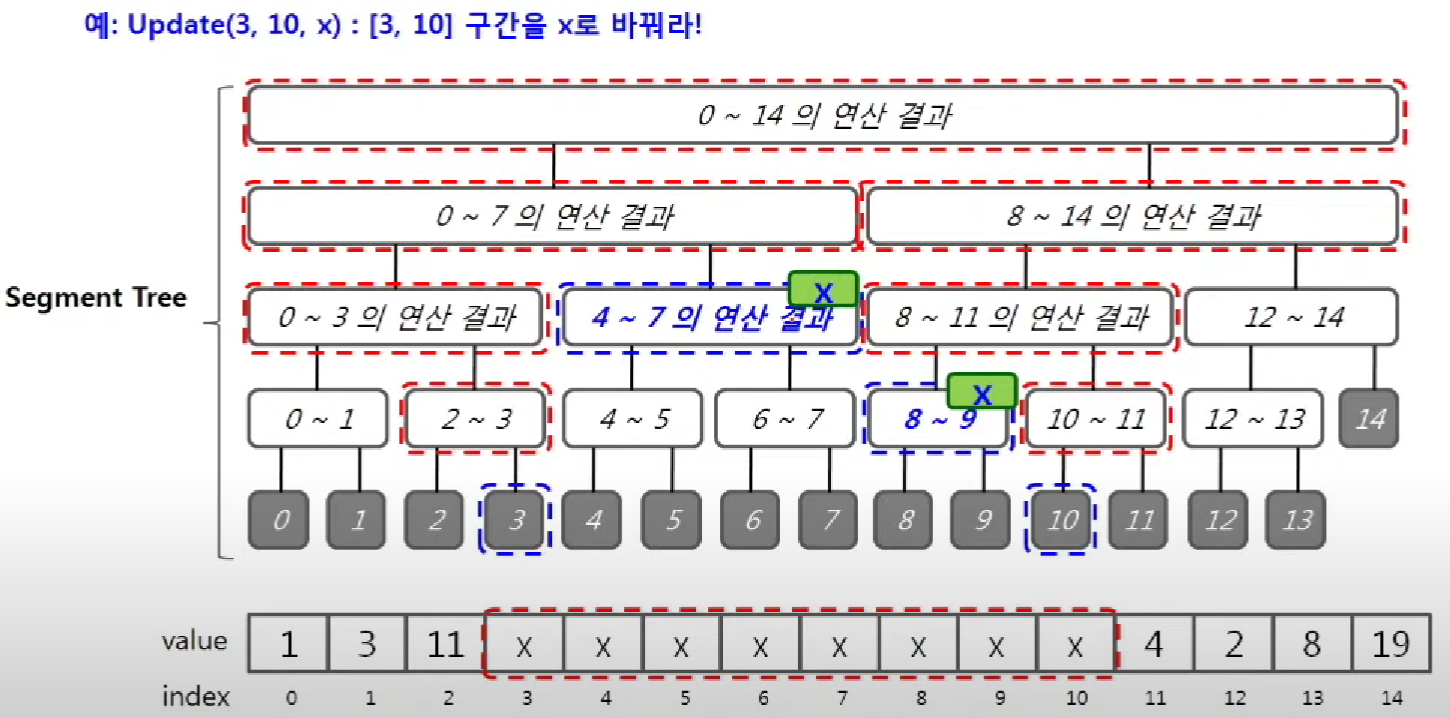 예: Update(3, 10, x) : [3, 10] 구간을 x로 바꿔라!
0 ~ 14 의 연산 결과
0 ~ 7 의 연산 결과 8 ~ 14 의 연산 결과
Segment Tree
x
0 ~ 3 의 연산 결과 4 ~ 7 의 연산 결과 8 ~ 11 의 연산 결과 12 ~ 14
x
0 ~ 1 2 ~ 3 4 ~ 5 6 ~ 7 8 ~ 9 10 ~ 11 12 ~ 13 14
0 1 2 3 4 5 6 7 8 9 10 11 12 13
value 1 3 11 x x x x x x x x 4 2 8 19
index 0 1 2 3 4 5 6 7 8 9 10 11 12 13 14